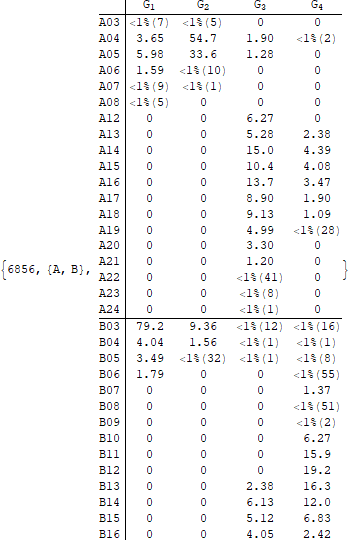 G1 G2 G3 G4
A03 <1%(7) <1%(5) 0 0
A04 3.65 54.7 1.90 <1%(2)
A05 5.98 33.6 1.28 0
A06 1.59 <1%(10) 0 0
A07 <1%(9) <1%(1) 0 0
A08 <1%(5) 0 0 0
A12 0 0 6.27 0
A13 0 0 5.28 2.38
A14 0 0 15.0 4.39
A15 0 0 10.4 4.08
A16 0 0 13.7 3.47
A17 0 0 8.90 1.90
A18 0 0 9.13 1.09
A19 0 0 4.99 <1%(28)
A20 0 0 3.30 0
{6856, {A, B}, A21 0 0 1.20 0 }
A22 0 0 <1%(41) 0
A23 0 0 <1%(8) 0
A24 0 0 <1%(1) 0
B03 79.2 9.36 <1%(12) <1%(16)
B04 4.04 1.56 <1%(1) <1%(1)
B05 3.49 <1%(32) <1%(1) <1%(8)
B06 1.79 0 0 <1%(55)
B07 0 0 0 1.37
B08 0 0 0 <1%(51)
B09 0 0 0 <1%(2)
B10 0 0 0 6.27
B11 0 0 0 15.9
B12 0 0 0 19.2
B13 0 0 2.38 16.3
B14 0 0 6.13 12.0
B15 0 0 5.12 6.83
B16 0 0 4.05 2.42